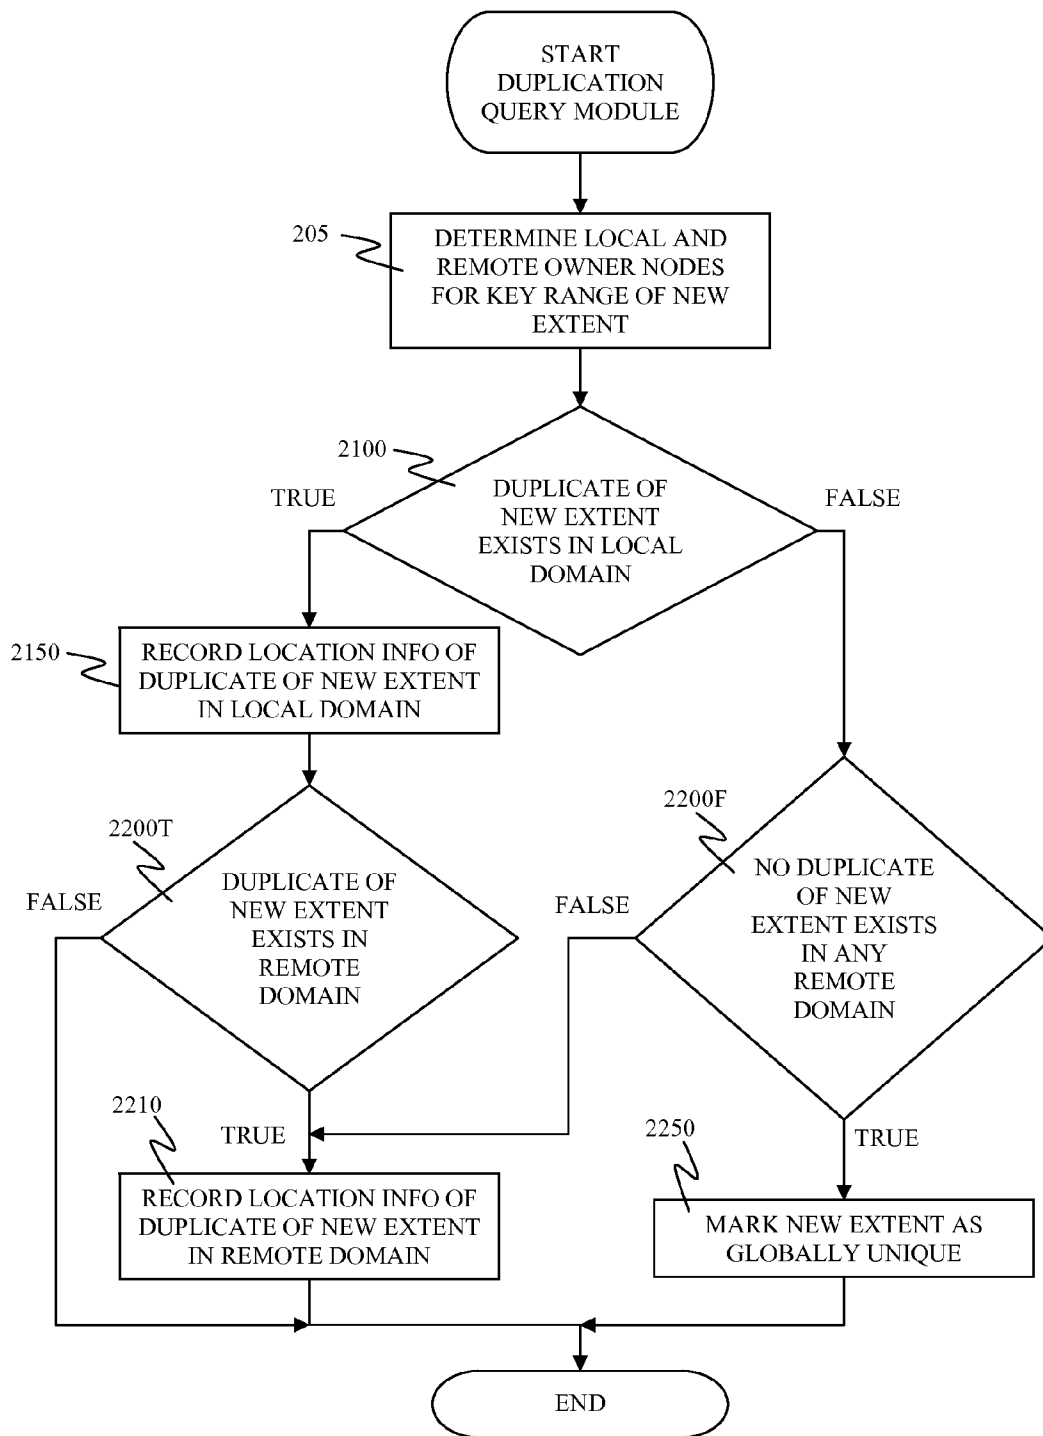 START
DUPLICATION
QUERY MODULE
205
DETERMINE LOCAL AND
REMOTE OWNER NODES
FOR KEY RANGE OF NEW
EXTENT
2100
TRUE
DUPLICATE OF
NEW EXTENT
EXISTS IN LOCAL
DOMAIN
FALSE
2150
RECORD LOCATION INFO OF
DUPLICATE OF NEW EXTENT
IN LOCAL DOMAIN
2200T
FALSE
DUPLICATE OF
NEW EXTENT
EXISTS IN
REMOTE
DOMAIN
2200F
FALSE
NO DUPLICATE
OF NEW
EXTENT EXISTS
IN ANY
REMOTE
DOMAIN
2210
TRUE
RECORD LOCATION INFO OF
DUPLICATE OF NEW EXTENT
IN REMOTE DOMAIN
2250
TRUE
MARK NEW EXTENT AS
GLOBALLY UNIQUE
END